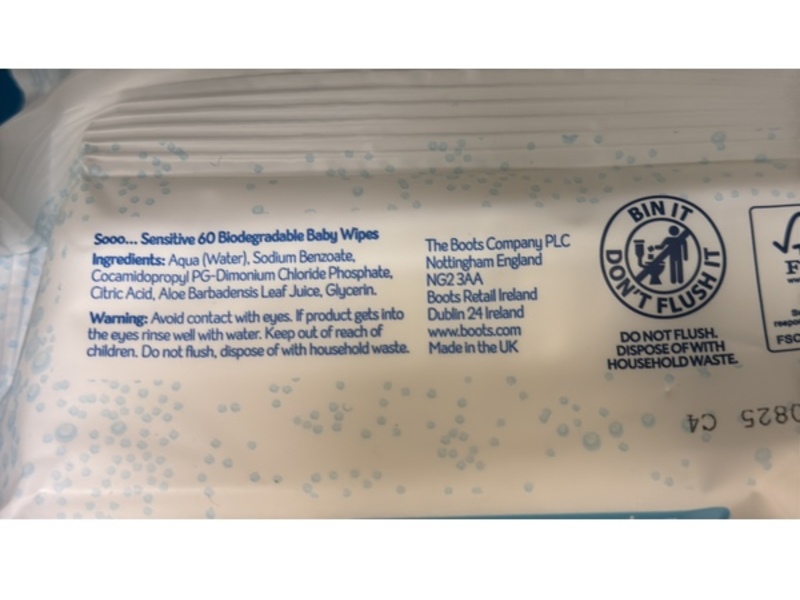 Sooo... Sensitive 60 Biodegradable Baby Wipes
Ingredients: Aqua (Water), Sodium Benzoate,
Cocamidopropyl PG-Dimonium Chloride Phosphate,
Citric Acid, Aloe Barbadensis Leaf Juice, Glycerin.
Warning: Avoid contact with eyes. If product gets into
the eyes rinse well with water. Keep out of reach of
children. Do not flush, dispose of with household waste.
The Boots Company PLC
Nottingham England
NG2 3AA
Boots Retail Ireland
Dublin 24 Ireland
www.boots.com
Made in the UK
BIN IT
DON'T FLUSH IT
DO NOT FLUSH.
DISPOSE OF WITH
HOUSEHOLD WASTE.
FSC
0825 C4